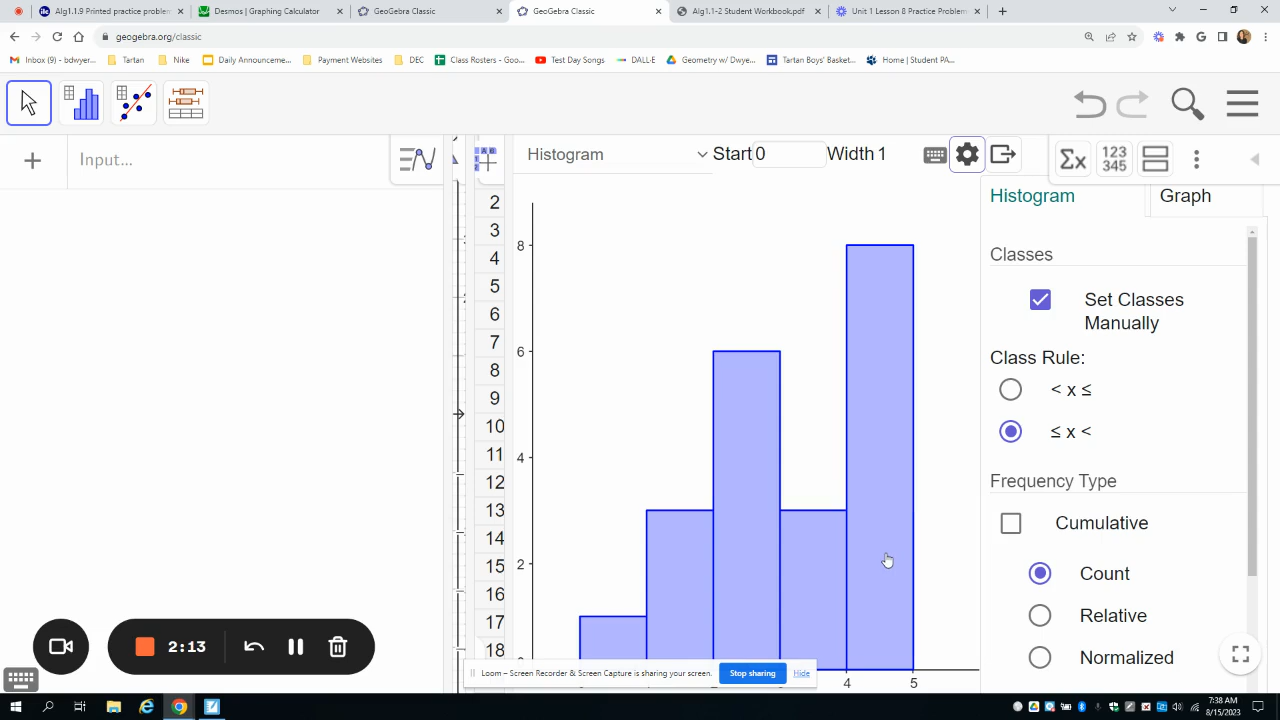 Alg1.1.9 Printed practice problem
Desmos | Graphing Calculator
GeoGebra Classic
GeoGebra Classic
Alg1.1-2 Student Workbook.pdf
Unit 1 Lesson 8 Practice Problem
geogebra.org/classic
Inbox (9) - bdwyer...
Tartan
Nike
Daily Announceme...
Payment Websites
DEC
Class Rosters - Goo...
Test Day Songs
DALL·E
Geometry w/ Dwye...
Tartan Boys' Basket...
Home | Student PA...
Input...
Histogram
Start 0
Width 1
Σx
123
345
Histogram
Graph
Classes
Set Classes
Manually
Class Rule:
< x ≤
≤ x <
Frequency Type
Cumulative
Count
Relative
Normalized
2
3
4
5
6
7
8
9
10
11
12
13
14
15
16
17
18
8
6
4
2
4
5
2:13
Loom – Screen Recorder & Screen Capture is sharing your screen.
Stop sharing
Hide
7:38 AM
8/15/2023